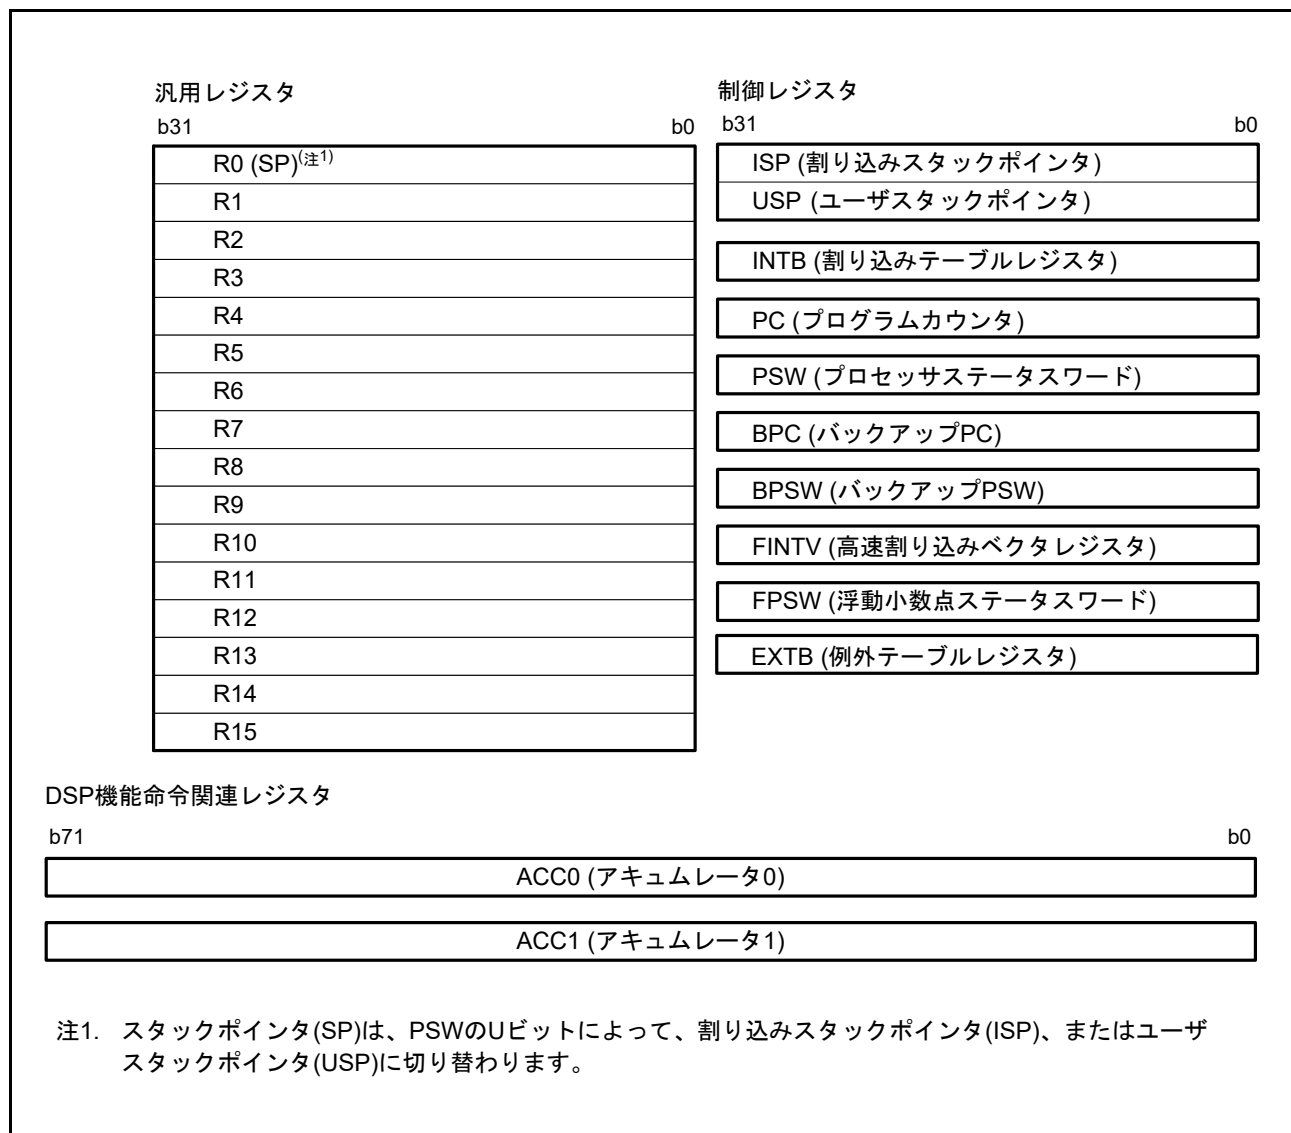 汎用レジスタ
b31 b0
R0 (SP)(注1)
R1
R2
R3
R4
R5
R6
R7
R8
R9
R10
R11
R12
R13
R14
R15
制御レジスタ
b31 b0
ISP (割り込みスタックポインタ)
USP (ユーザスタックポインタ)
INTB (割り込みテーブルレジスタ)
PC (プログラムカウンタ)
PSW (プロセッサステータスワード)
BPC (バックアップPC)
BPSW (バックアップPSW)
FINTV (高速割り込みベクタレジスタ)
FPSW (浮動小数点ステータスワード)
EXTB (例外テーブルレジスタ)
DSP機能命令関連レジスタ
b71 b0
ACC0 (アキュムレータ0)
ACC1 (アキュムレータ1)
注1. スタックポインタ(SP)は、PSWのUビットによって、割り込みスタックポインタ(ISP)、またはユーザ
スタックポインタ(USP)に切り替わります。